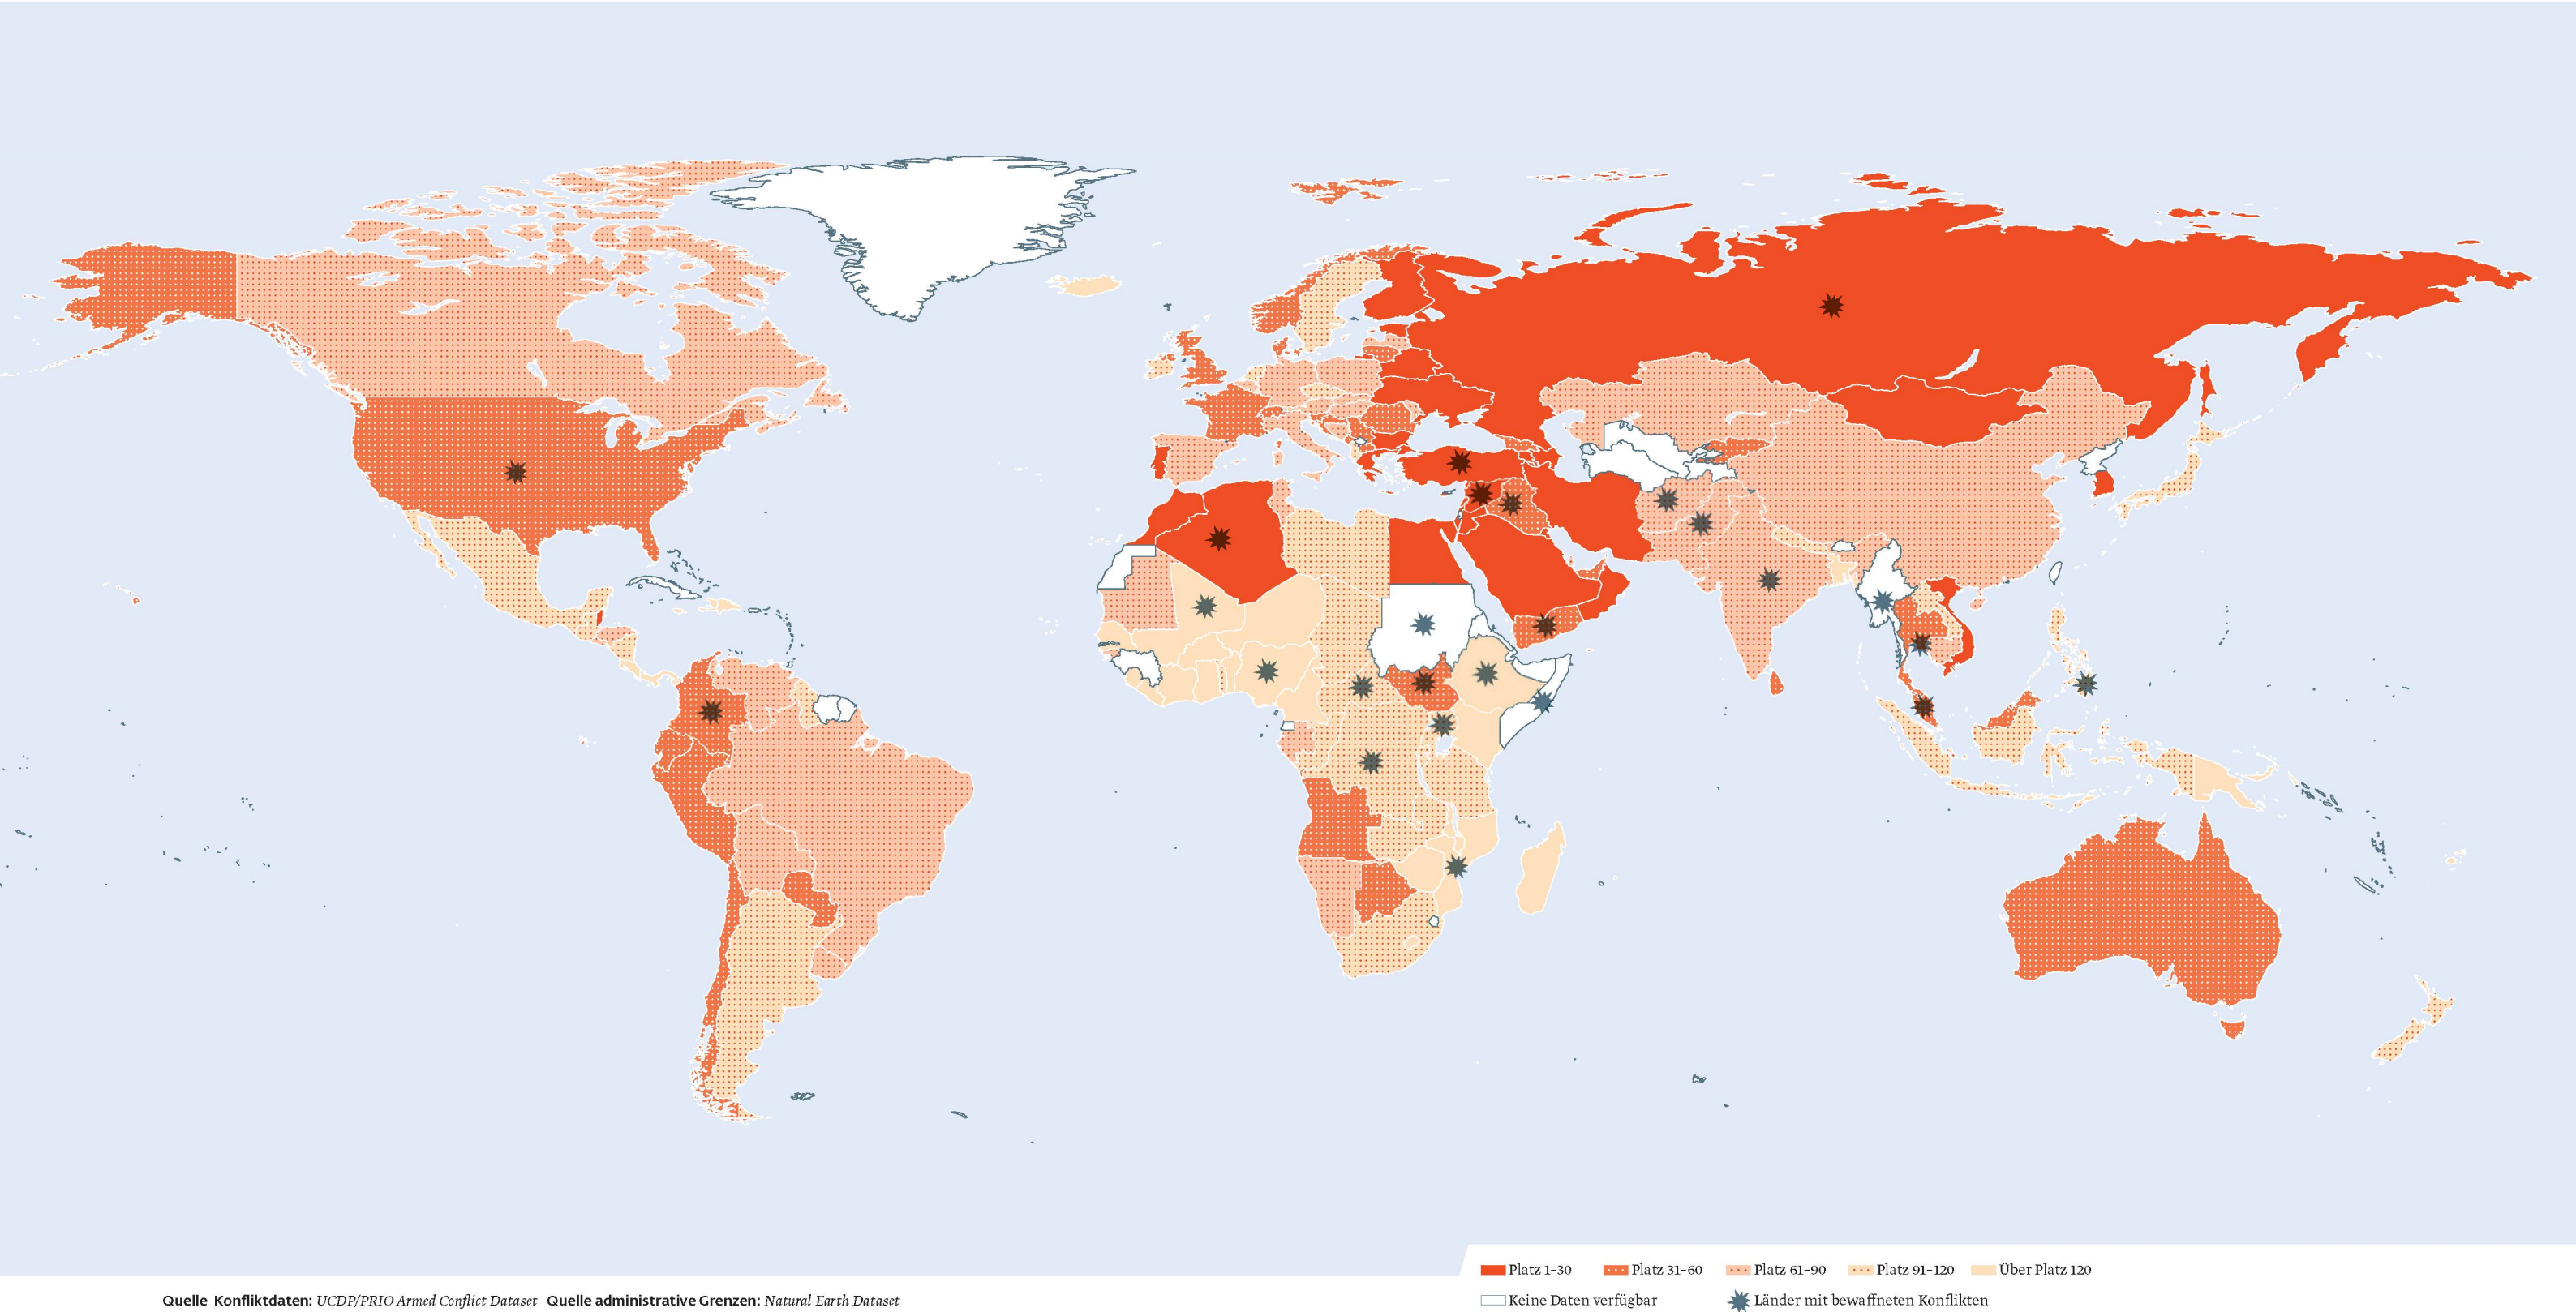 Platz 1–30 Platz 31–60 Platz 61–90 Platz 91–120 Über Platz 120
Keine Daten verfügbar Länder mit bewaffneten Konflikten
Quelle Konfliktdaten: UCDP/PRIO Armed Conflict Dataset Quelle administrative Grenzen: Natural Earth Dataset